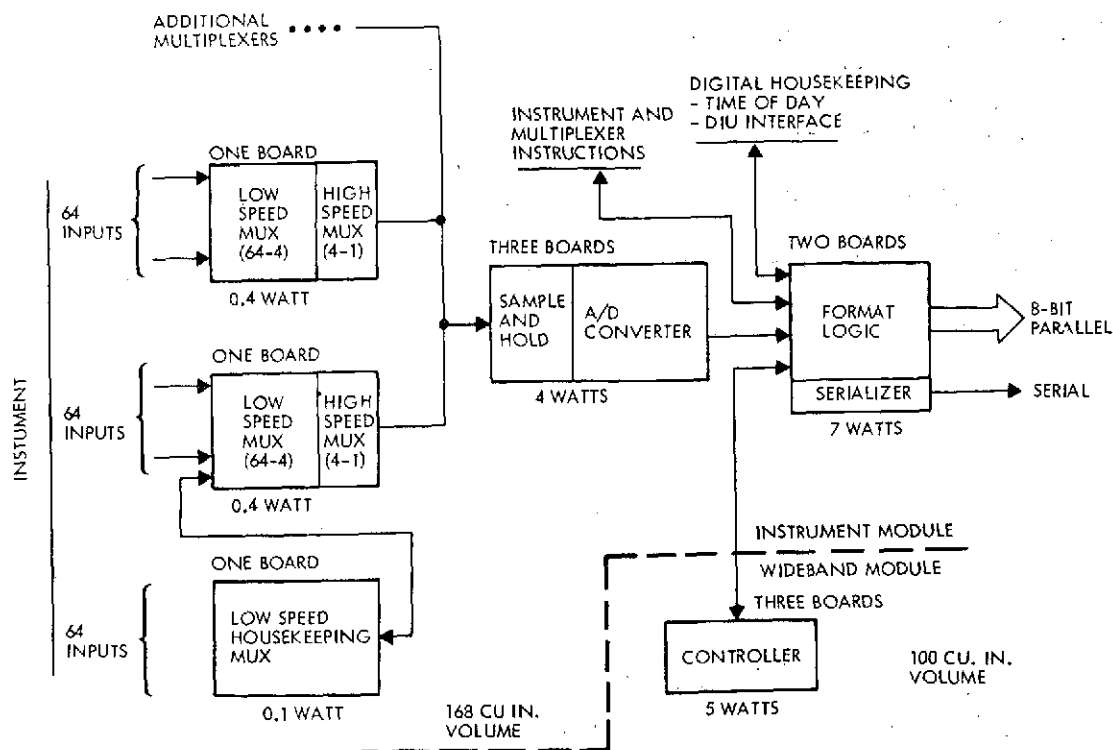 ADDITIONAL
MULTIPLEXERS
DIGITAL HOUSEKEEPING
- TIME OF DAY
- DIU INTERFACE
INSTRUMENT AND
MULTIPLEXER
INSTRUCTIONS
ONE BOARD
64
INPUTS
LOW
SPEED
MUX
(64-4)
HIGH
SPEED
MUX
(4-1)
0.4 WATT
THREE BOARDS
SAMPLE
AND
HOLD
A/D
CONVERTER
4 WATTS
TWO BOARDS
FORMAT
LOGIC
SERIALIZER
7 WATTS
8-BIT
PARALLEL
SERIAL
INSTUMENT
ONE BOARD
64
INPUTS
LOW
SPEED
MUX
(64-4)
HIGH
SPEED
MUX
(4-1)
0.4 WATT
ONE BOARD
64
INPUTS
LOW SPEED
HOUSEKEEPING
MUX
0.1 WATT
INSTRUMENT MODULE
WIDEBAND MODULE
THREE BOARDS
CONTROLLER
5 WATTS
100 CU. IN.
VOLUME
168 CU IN.
VOLUME